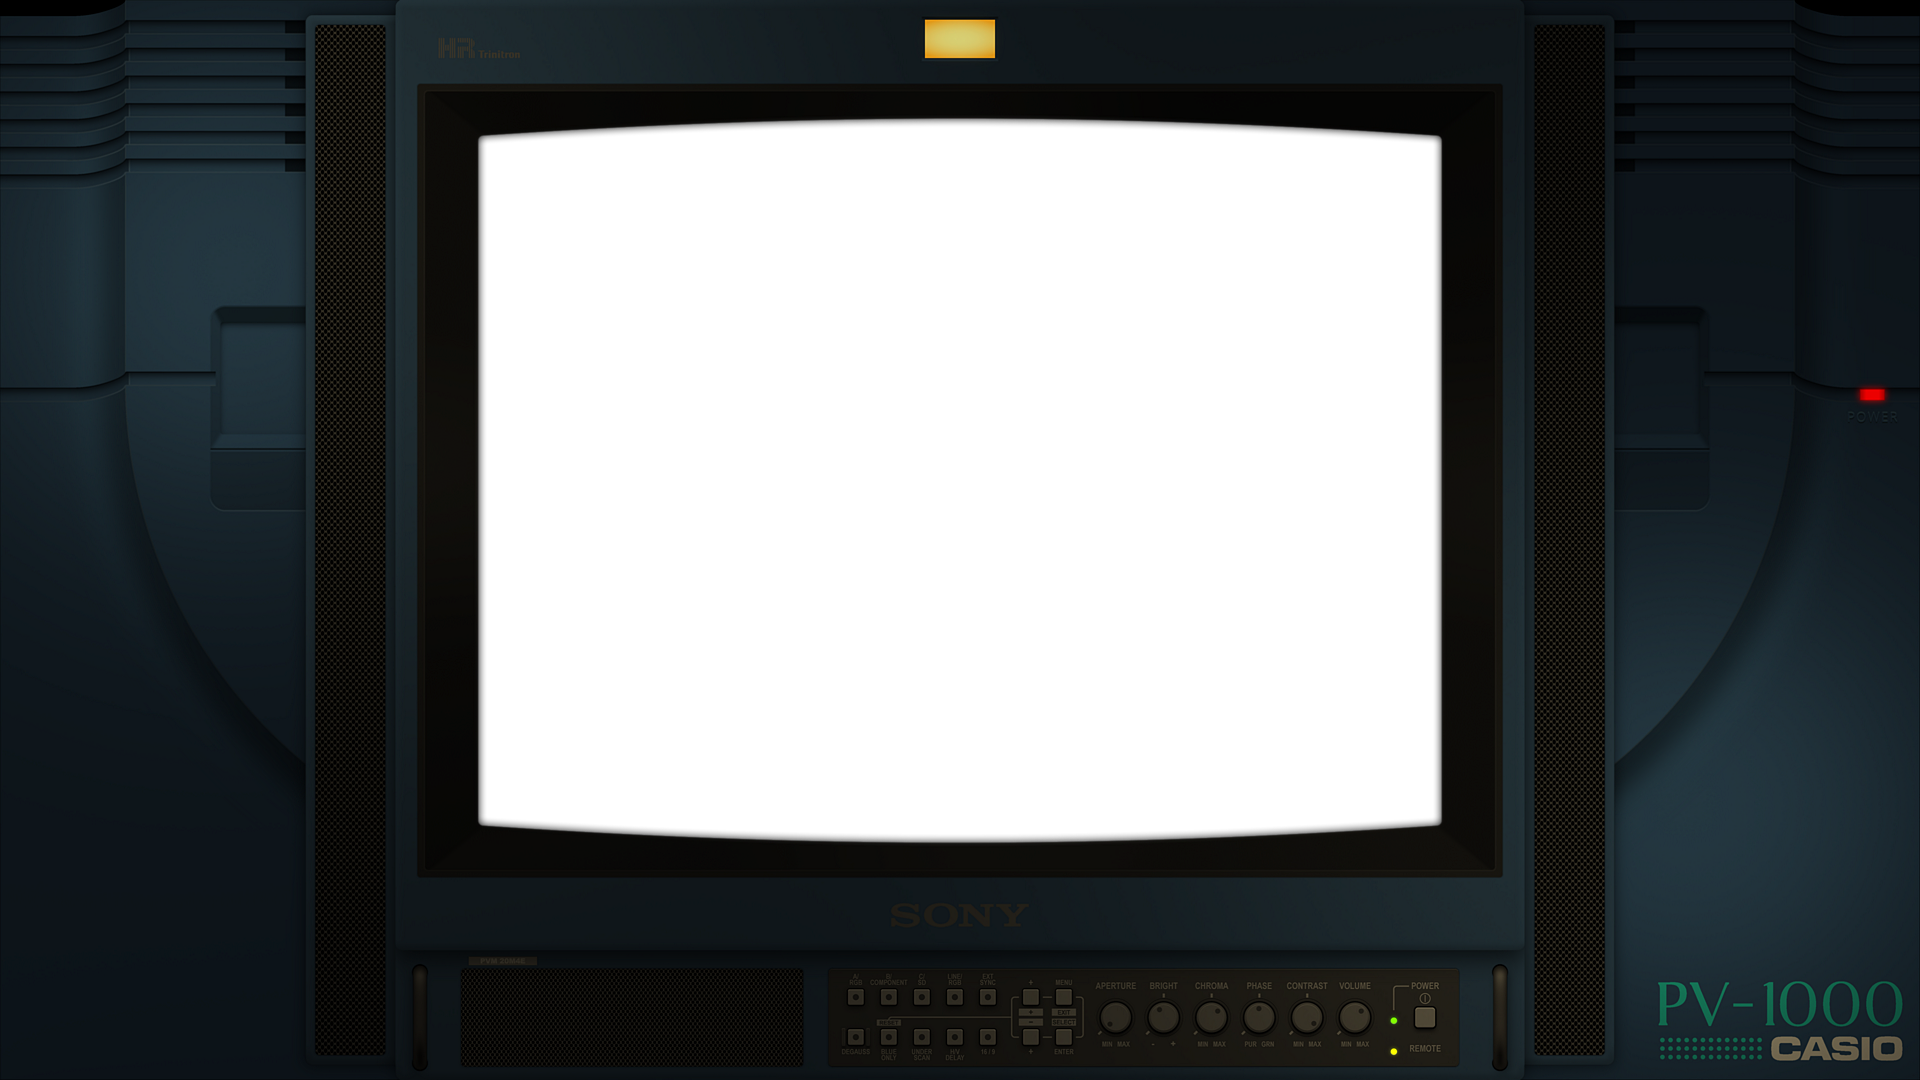 HR Trinitron
POWER
SONY
PVM 20M4E
A/ RGB
B/ COMPONENT
C/ SD
LINE/ RGB
EXT SYNC
MENU
RESET
EXIT
SELECT
DEGAUSS
BLUE ONLY
UNDER SCAN
H/V DELAY
16/9
ENTER
APERTURE BRIGHT CHROMA PHASE CONTRAST VOLUME
MIN MAX - + MIN MAX PUR GRN MIN MAX MIN MAX
POWER
REMOTE
PV-1000
CASIO